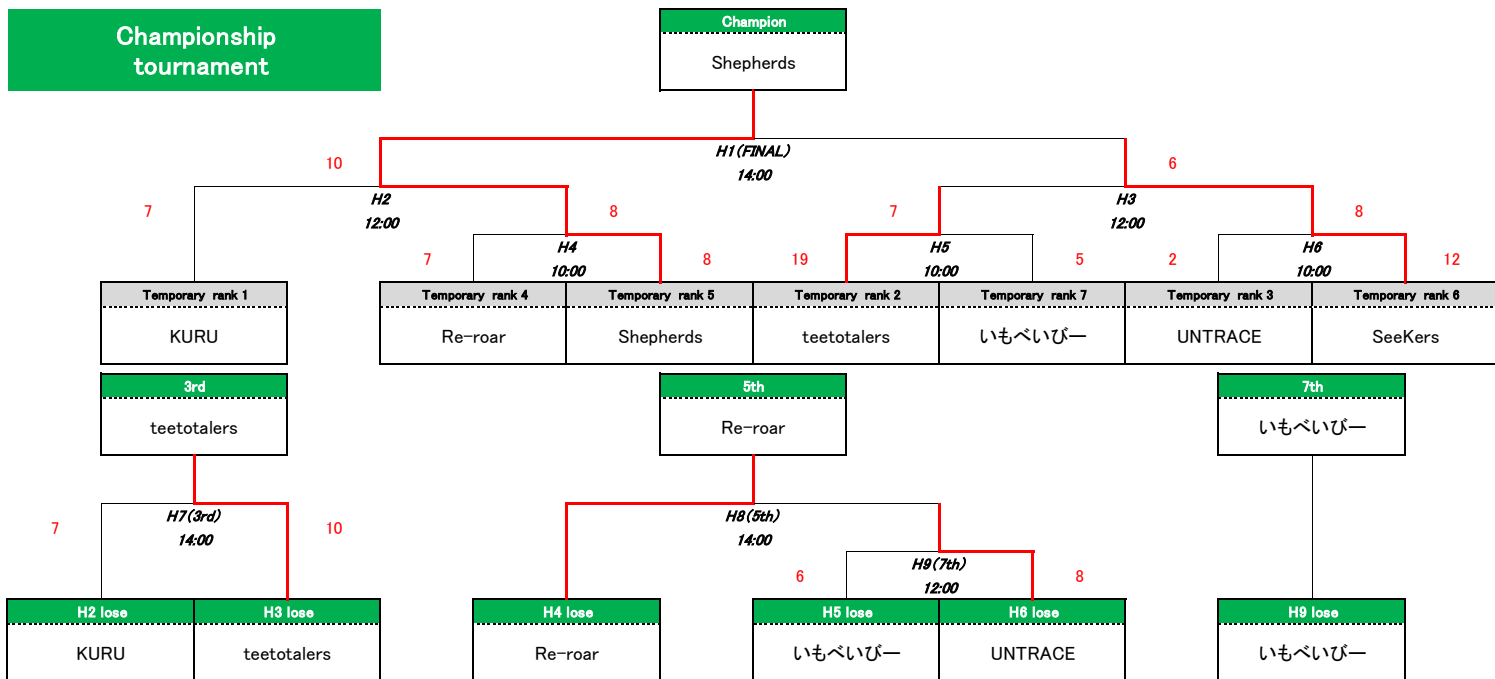 Championship
tournament
Champion
Shepherds
H1(FINAL)
14:00
10
6
H2
12:00
H3
12:00
7
8
7
8
H4
10:00
H5
10:00
H6
10:00
7
8
19
5
2
12
Temporary rank 1
Temporary rank 4
Temporary rank 5
Temporary rank 2
Temporary rank 7
Temporary rank 3
Temporary rank 6
KURU
Re-roar
Shepherds
teetotalers
いもべいびー
UNTRACE
SeeKers
3rd
5th
7th
teetotalers
Re-roar
いもべいびー
H7(3rd)
14:00
7
10
H8(5th)
14:00
H9(7th)
12:00
6
8
H2 lose
H3 lose
H4 lose
H5 lose
H6 lose
H9 lose
KURU
teetotalers
Re-roar
いもべいびー
UNTRACE
いもべいびー